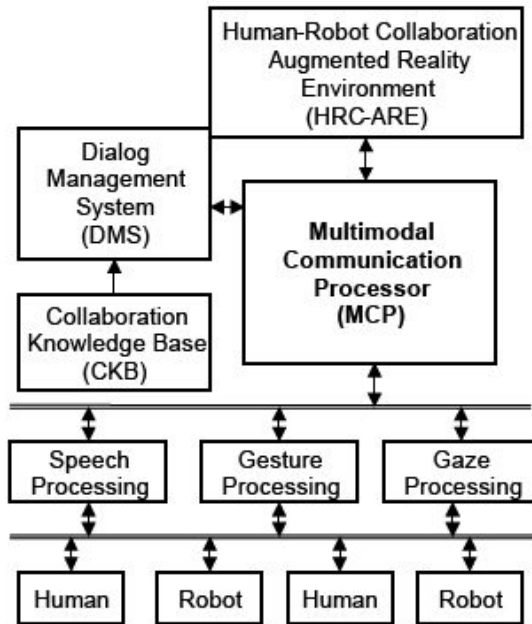 Human-Robot Collaboration
Augmented Reality
Environment
(HRC-ARE)
Dialog
Management
System
(DMS)
Multimodal
Communication
Processor
(MCP)
Collaboration
Knowledge Base
(CKB)
Speech
Processing
Gesture
Processing
Gaze
Processing
Human
Robot
Human
Robot